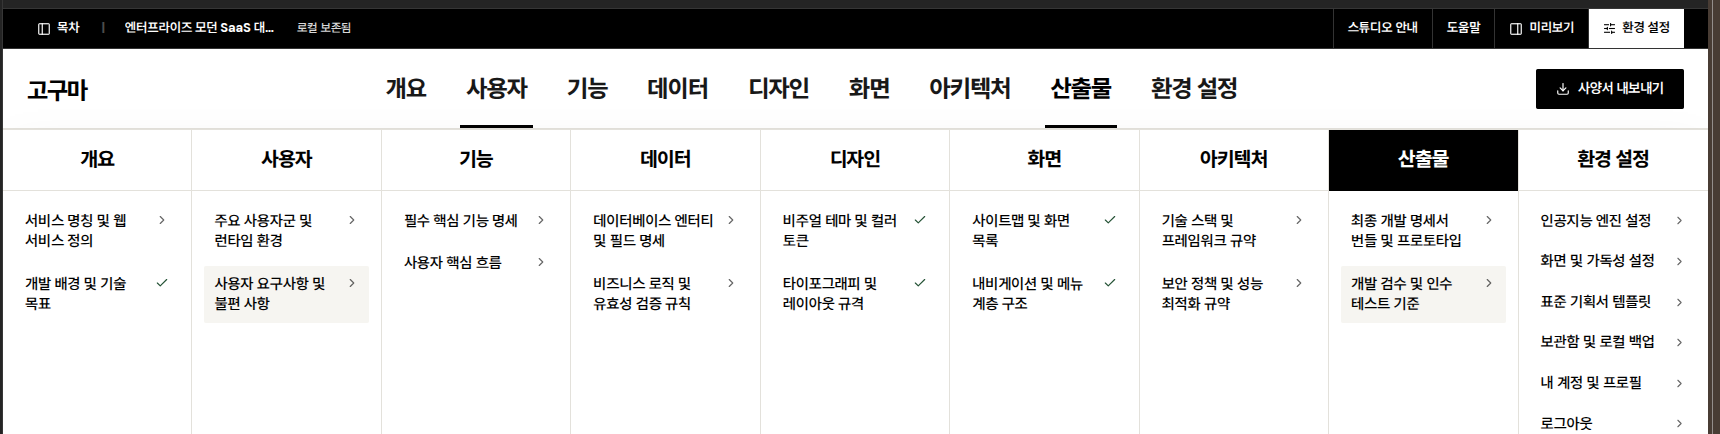 목차 | 엔터프라이즈 모던 SaaS 대... 로컬 보존됨 스튜디오 안내 도움말 미리보기 환경 설정
고구마 개요 사용자 기능 데이터 디자인 화면 아키텍처 산출물 환경 설정 사양서 내보내기
개요 사용자 기능 데이터 디자인 화면 아키텍처 산출물 환경 설정
서비스 명칭 및 웹
서비스 정의
개발 배경 및 기술
목표
주요 사용자군 및
런타임 환경
사용자 요구사항 및
불편 사항
필수 핵심 기능 명세
사용자 핵심 흐름
데이터베이스 엔터티
및 필드 명세
비즈니스 로직 및
유효성 검증 규칙
비주얼 테마 및 컬러
토큰
타이포그래피 및
레이아웃 규격
사이트맵 및 화면
목록
내비게이션 및 메뉴
계층 구조
기술 스택 및
프레임워크 규약
보안 정책 및 성능
최적화 규약
최종 개발 명세서
번들 및 프로토타입
개발 검수 및 인수
테스트 기준
인공지능 엔진 설정
화면 및 가독성 설정
표준 기획서 템플릿
보관함 및 로컬 백업
내 계정 및 프로필
로그아웃